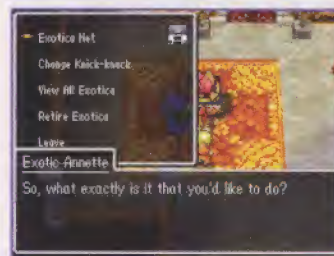 Exotica Net
Change Knick-knack
View All Exotica
Retire Exotica
Leave
Exotic Annette
So, what exactly is it that you'd like to do?